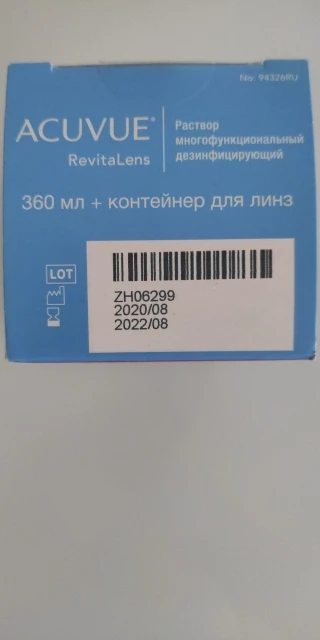 No: 94326RU
ACUVUE®
RevitaLens
Раствор
многофункциональный
дезинфицирующий
360 мл + контейнер для линз
LOT
ZH06299
2020/08
2022/08